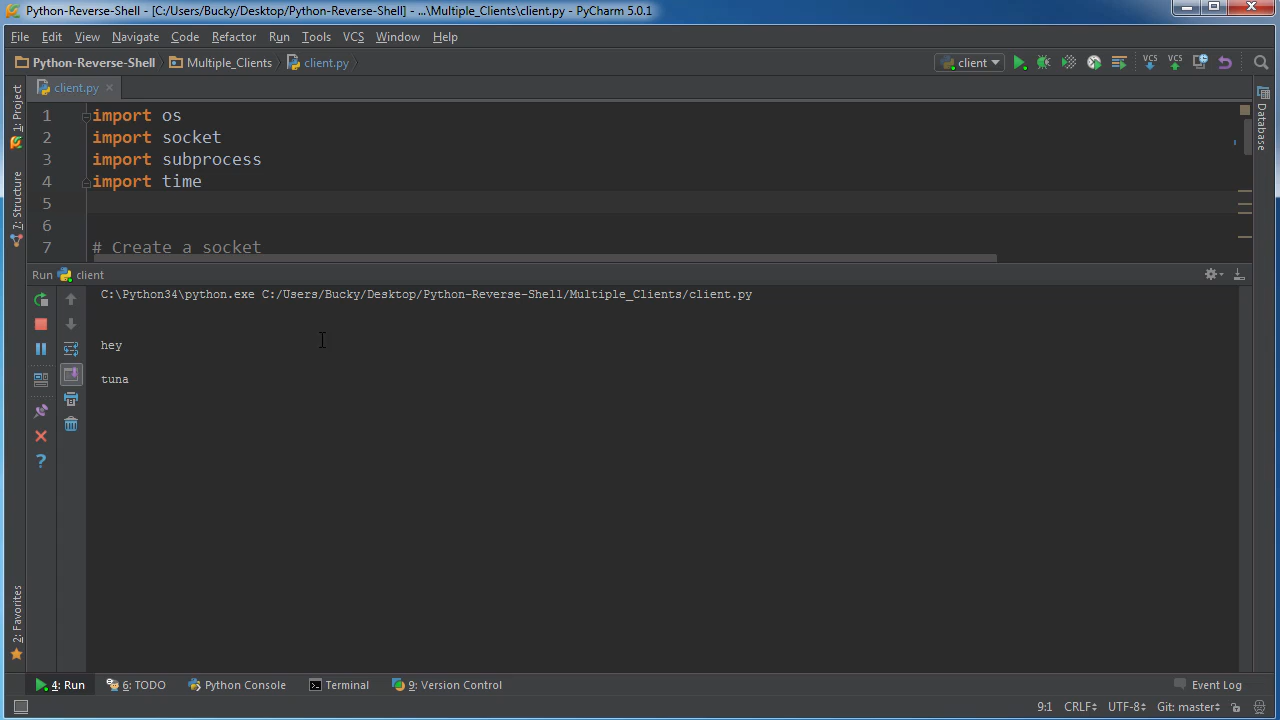 Python-Reverse-Shell - [C:/Users/Bucky/Desktop/Python-Reverse-Shell] - ...\Multiple_Clients\client.py - PyCharm 5.0.1
File Edit View Navigate Code Refactor Run Tools VCS Window Help
Python-Reverse-Shell Multiple_Clients client.py client VCS VCS
client.py
1: Project
7: Structure
2: Favorites
Database
1 import os
2 import socket
3 import subprocess
4 import time
5
6
7 # Create a socket
Run client
C:\Python34\python.exe C:/Users/Bucky/Desktop/Python-Reverse-Shell/Multiple_Clients/client.py
hey
tuna
4: Run 6: TODO Python Console Terminal 9: Version Control Event Log
9:1 CRLF UTF-8 Git: master